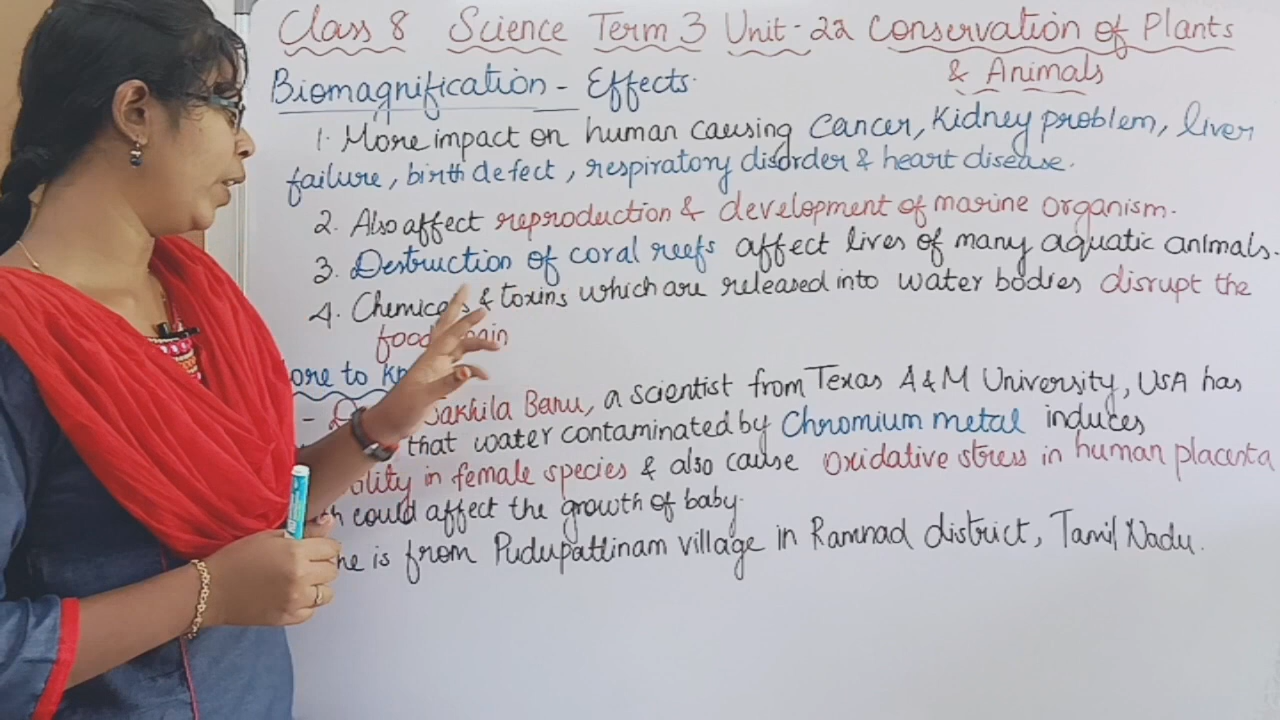 Class 8 Science Term 3 Unit-22 Conservation of Plants
& Animals
Biomagnification - Effects.
1. More impact on human causing cancer, kidney problem, liver
failure, birth defect, respiratory disorder & heart disease.
2. Also affect reproduction & development of marine organism.
3. Destruction of coral reefs affect lives of many aquatic animals.
4. Chemicals & toxins which are released into water bodies disrupt the
food
ore to
Sakhila Banu, a scientist from Texas A & M University, USA has
that water contaminated by Chromium metal induces
in female species & also cause oxidative stress in human placenta
could affect the growth of baby.
he is from Pudupattinam village in Ramnad district, Tamil Nadu.